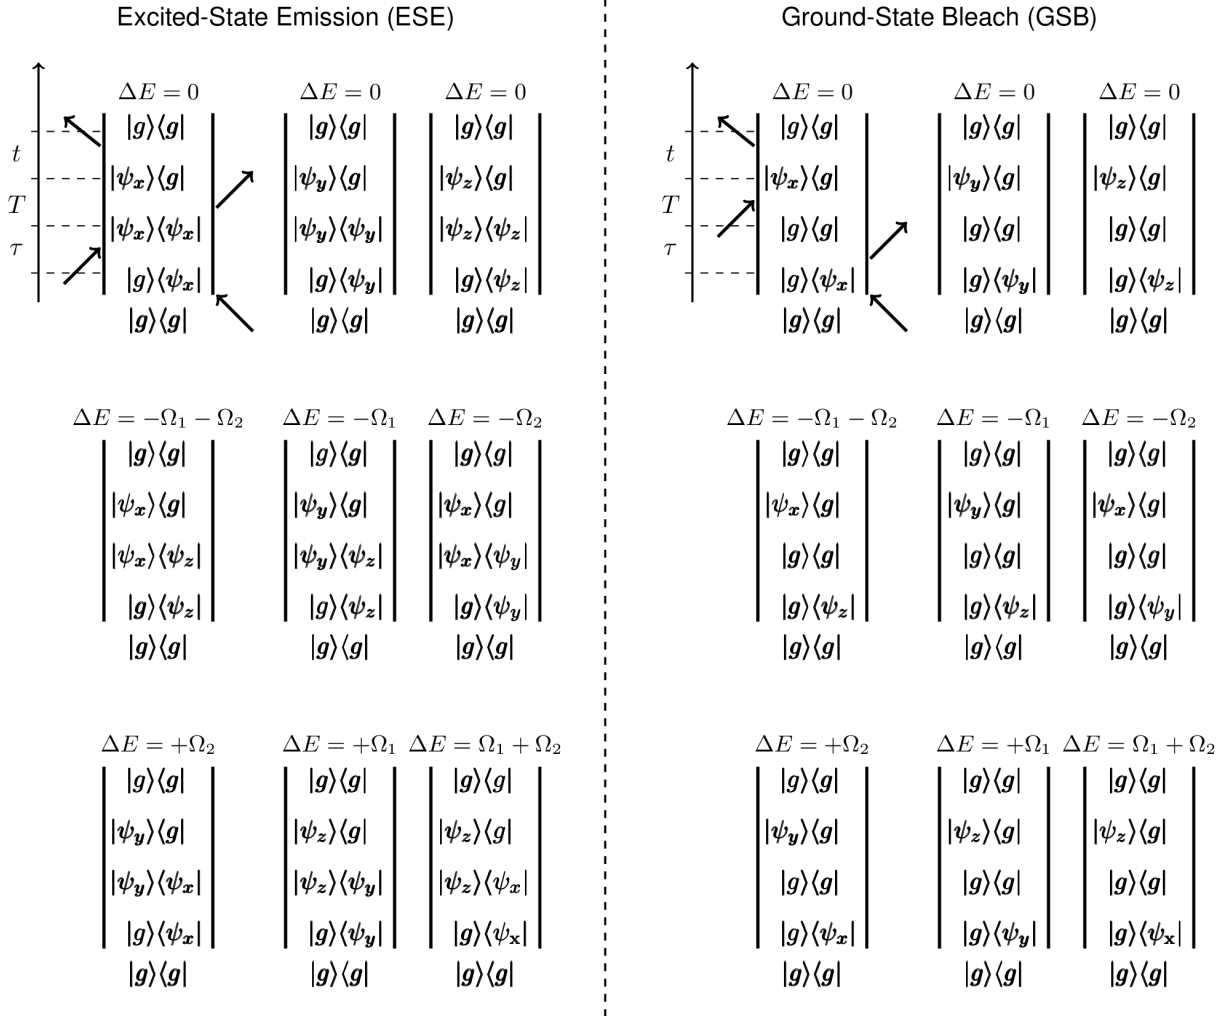 Excited-State Emission (ESE)
Ground-State Bleach (GSB)
ΔE = 0 ΔE = 0 ΔE = 0
|g⟩⟨g| |g⟩⟨g| |g⟩⟨g|
t
|ψx⟩⟨g| |ψy⟩⟨g| |ψz⟩⟨g|
T
|ψx⟩⟨ψx| |ψy⟩⟨ψy| |ψz⟩⟨ψz|
τ
|g⟩⟨ψx| |g⟩⟨ψy| |g⟩⟨ψz|
|g⟩⟨g| |g⟩⟨g| |g⟩⟨g|
ΔE = −Ω1 − Ω2 ΔE = −Ω1 ΔE = −Ω2
|g⟩⟨g| |g⟩⟨g| |g⟩⟨g|
|ψx⟩⟨g| |ψy⟩⟨g| |ψx⟩⟨g|
|ψx⟩⟨ψz| |ψy⟩⟨ψz| |ψx⟩⟨ψy|
|g⟩⟨ψz| |g⟩⟨ψz| |g⟩⟨ψy|
|g⟩⟨g| |g⟩⟨g| |g⟩⟨g|
ΔE = +Ω2 ΔE = +Ω1 ΔE = Ω1 + Ω2
|g⟩⟨g| |g⟩⟨g| |g⟩⟨g|
|ψy⟩⟨g| |ψz⟩⟨g| |ψz⟩⟨g|
|ψy⟩⟨ψx| |ψz⟩⟨ψy| |ψz⟩⟨ψx|
|g⟩⟨ψx| |g⟩⟨ψy| |g⟩⟨ψx|
|g⟩⟨g| |g⟩⟨g| |g⟩⟨g|
ΔE = 0 ΔE = 0 ΔE = 0
|g⟩⟨g| |g⟩⟨g| |g⟩⟨g|
t
|ψx⟩⟨g| |ψy⟩⟨g| |ψz⟩⟨g|
T
|g⟩⟨g| |g⟩⟨g| |g⟩⟨g|
τ
|g⟩⟨ψx| |g⟩⟨ψy| |g⟩⟨ψz|
|g⟩⟨g| |g⟩⟨g| |g⟩⟨g|
ΔE = −Ω1 − Ω2 ΔE = −Ω1 ΔE = −Ω2
|g⟩⟨g| |g⟩⟨g| |g⟩⟨g|
|ψx⟩⟨g| |ψy⟩⟨g| |ψx⟩⟨g|
|g⟩⟨g| |g⟩⟨g| |g⟩⟨g|
|g⟩⟨ψz| |g⟩⟨ψz| |g⟩⟨ψy|
|g⟩⟨g| |g⟩⟨g| |g⟩⟨g|
ΔE = +Ω2 ΔE = +Ω1 ΔE = Ω1 + Ω2
|g⟩⟨g| |g⟩⟨g| |g⟩⟨g|
|ψy⟩⟨g| |ψz⟩⟨g| |ψz⟩⟨g|
|g⟩⟨g| |g⟩⟨g| |g⟩⟨g|
|g⟩⟨ψx| |g⟩⟨ψy| |g⟩⟨ψx|
|g⟩⟨g| |g⟩⟨g| |g⟩⟨g|